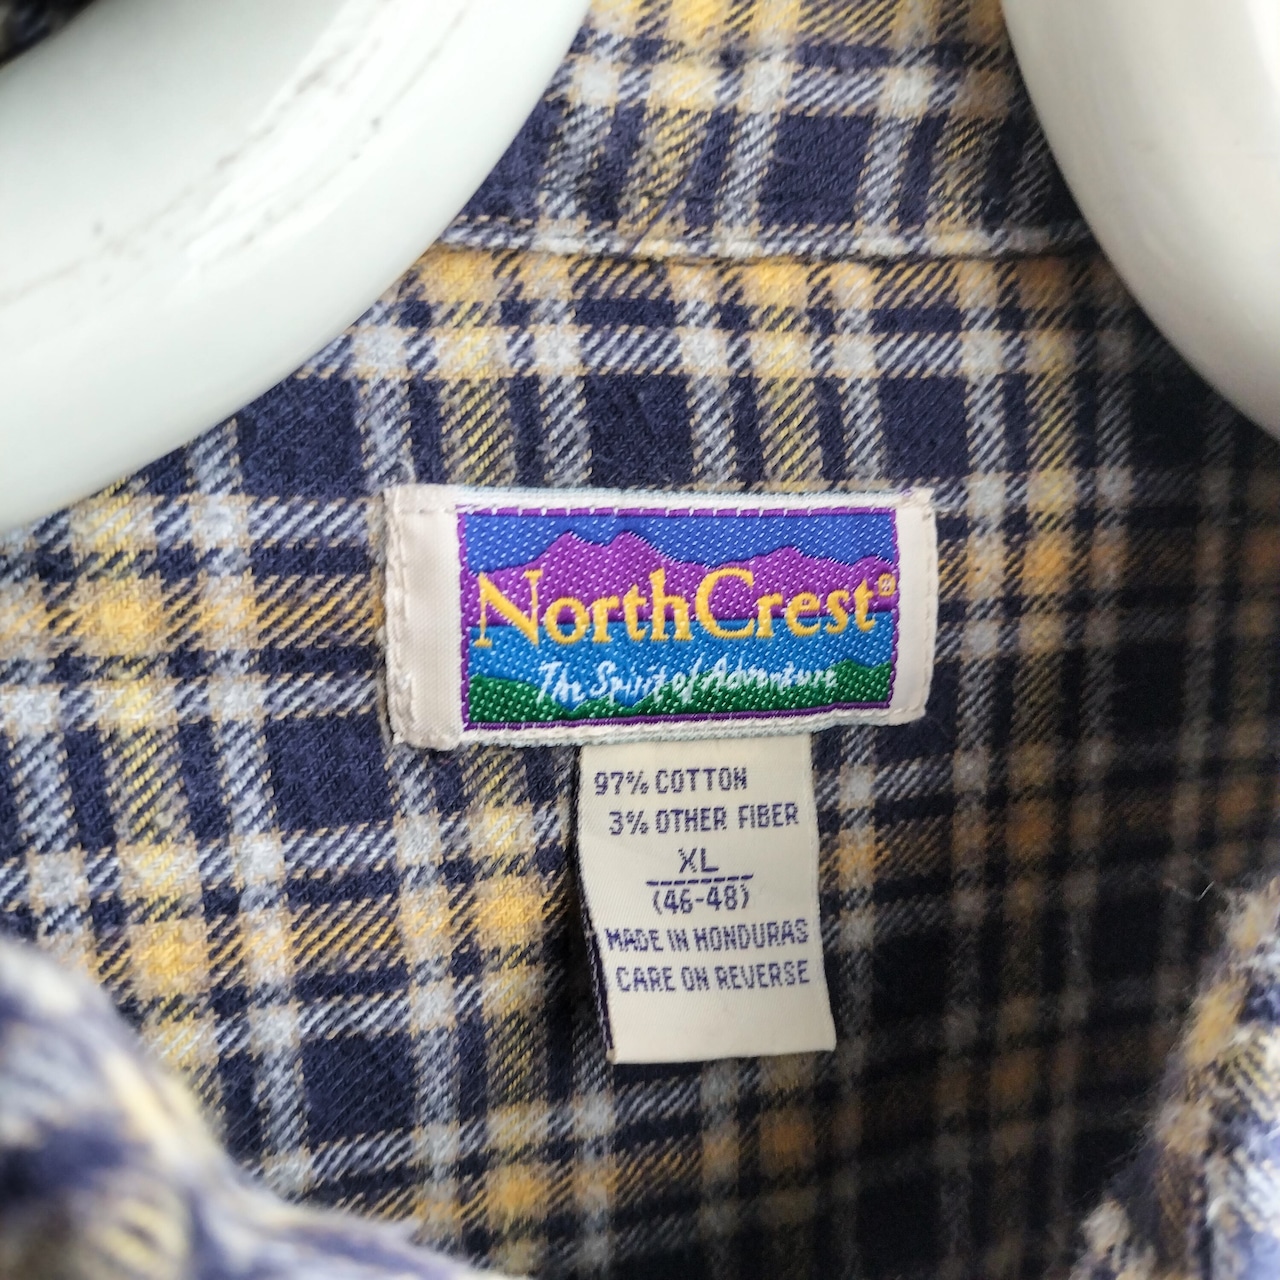 NorthCrest®
The Spirit of Adventure
97% COTTON
3% OTHER FIBER
XL
(46-48)
MADE IN HONDURAS
CARE ON REVERSE